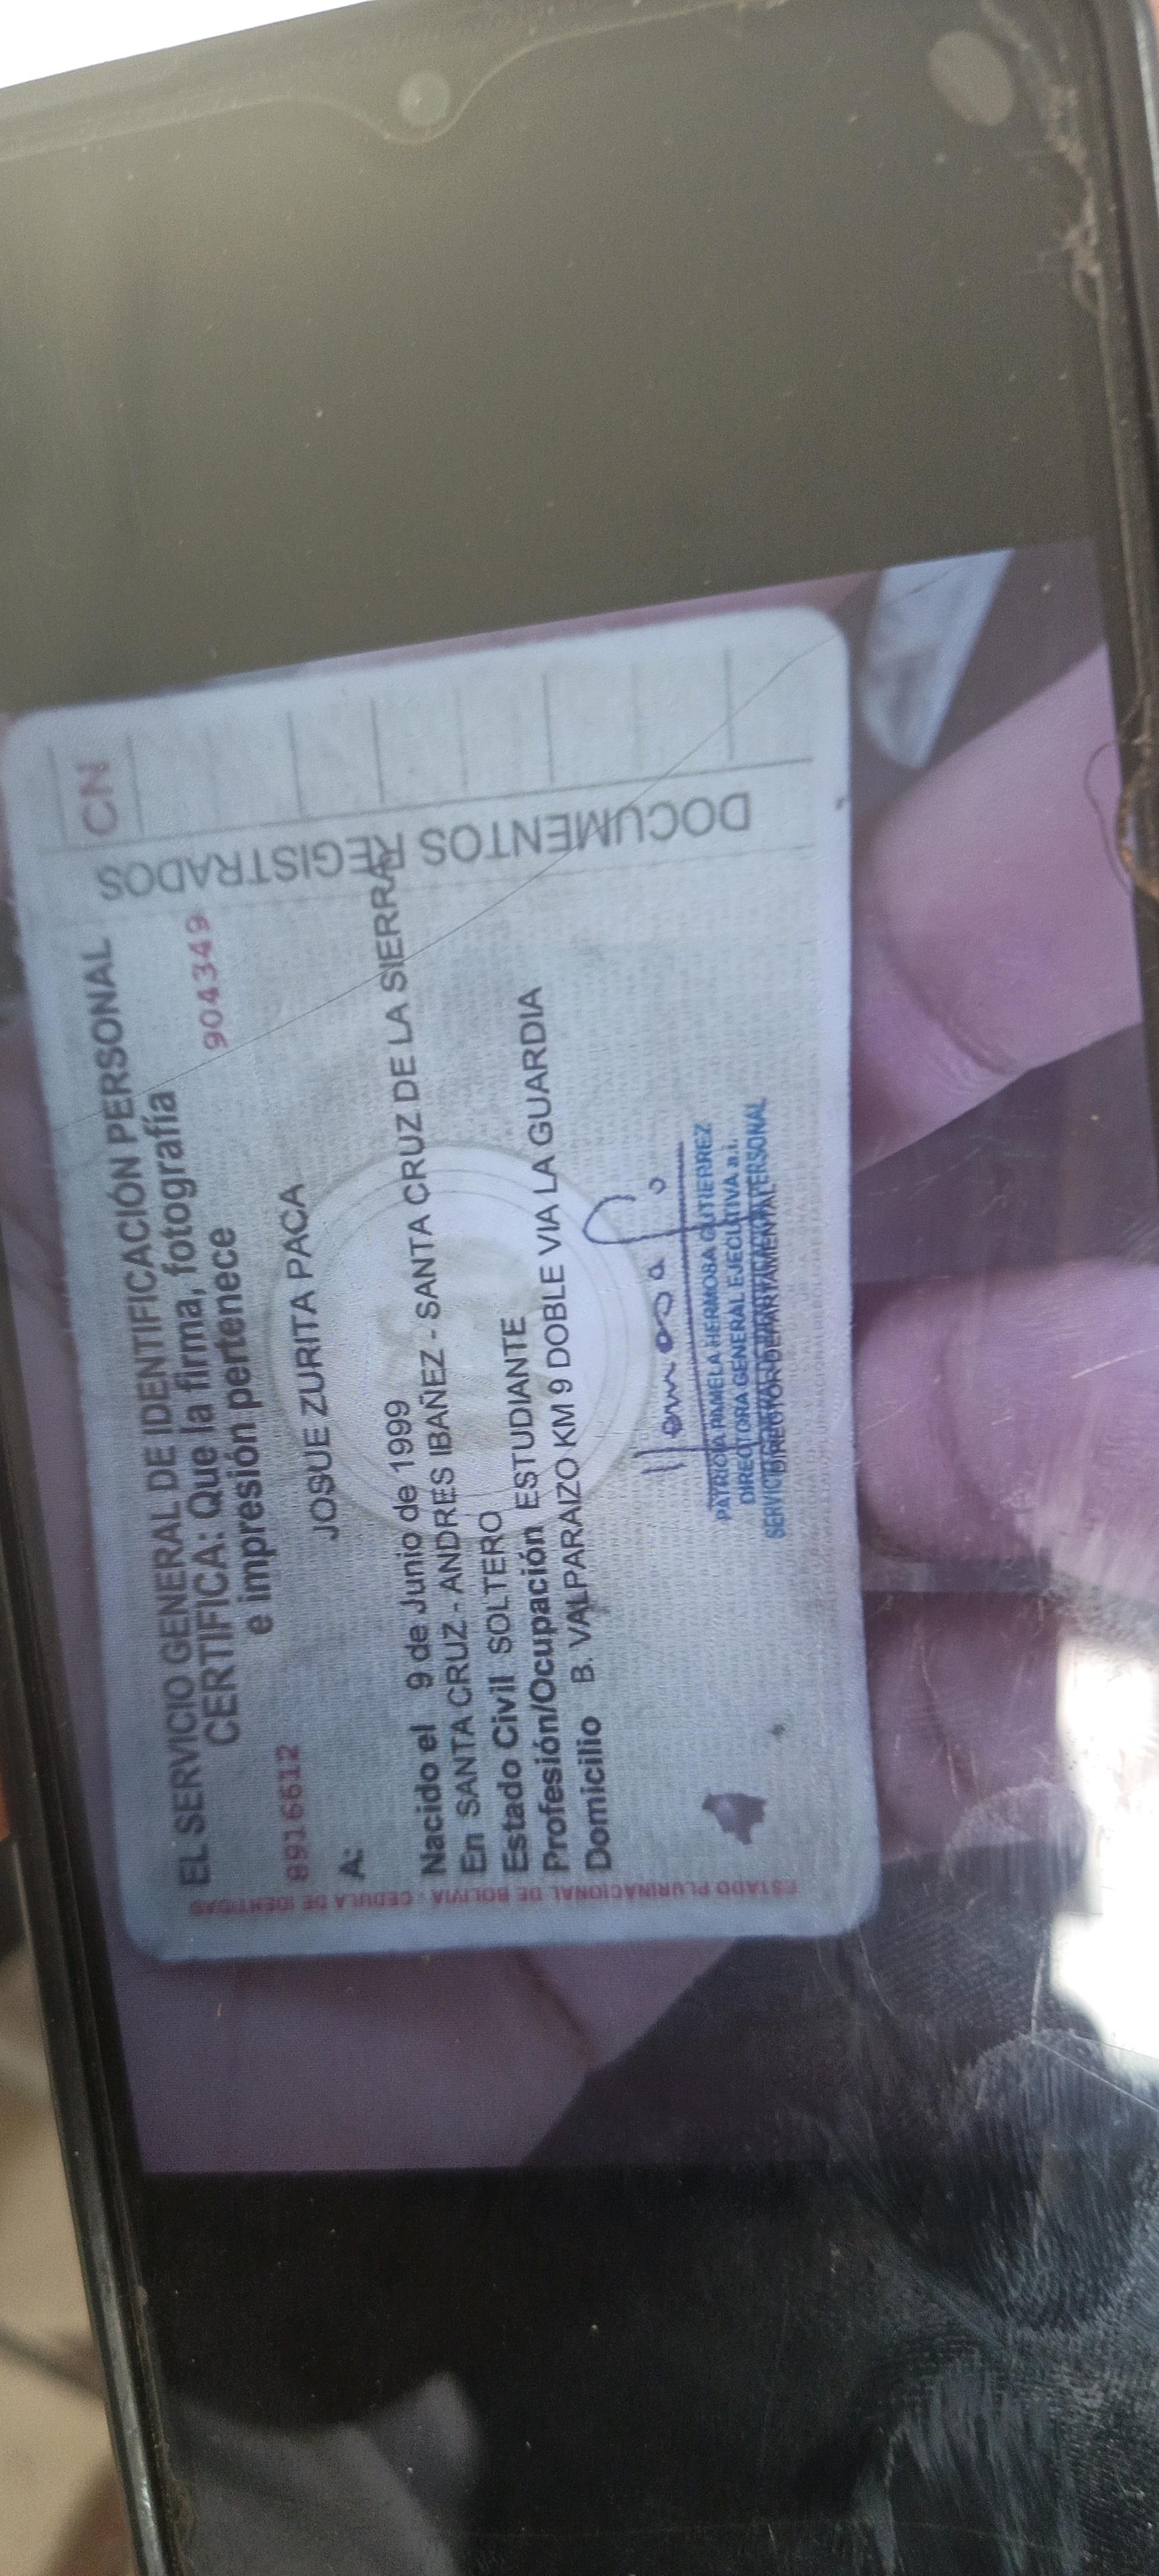 EL SERVICIO GENERAL DE IDENTIFICACIÓN PERSONAL
CERTIFICA: Que la firma, fotografía
e impresión pertenece
8916612
904349
A:
JOSUE ZURITA PACA
Nacido el 9 de Junio de 1999
En SANTA CRUZ - ANDRES IBAÑEZ - SANTA CRUZ DE LA SIERRA
Estado Civil SOLTERO
Profesión/Ocupación ESTUDIANTE
Domicilio B. VALPARAIZO KM 9 DOBLE VIA LA GUARDIA
PATRICIA PAMELA HERMOSA GUTIERREZ
DIRECTORA GENERAL EJECUTIVA a.i.
SERVICIO GENERAL DE IDENTIFICACIÓN PERSONAL
DIRECTOR DEPARTAMENTAL
ESTADO PLURINACIONAL DE BOLIVIA - CEDULA DE IDENTIDAD
DOCUMENTOS REGISTRADOS
CN